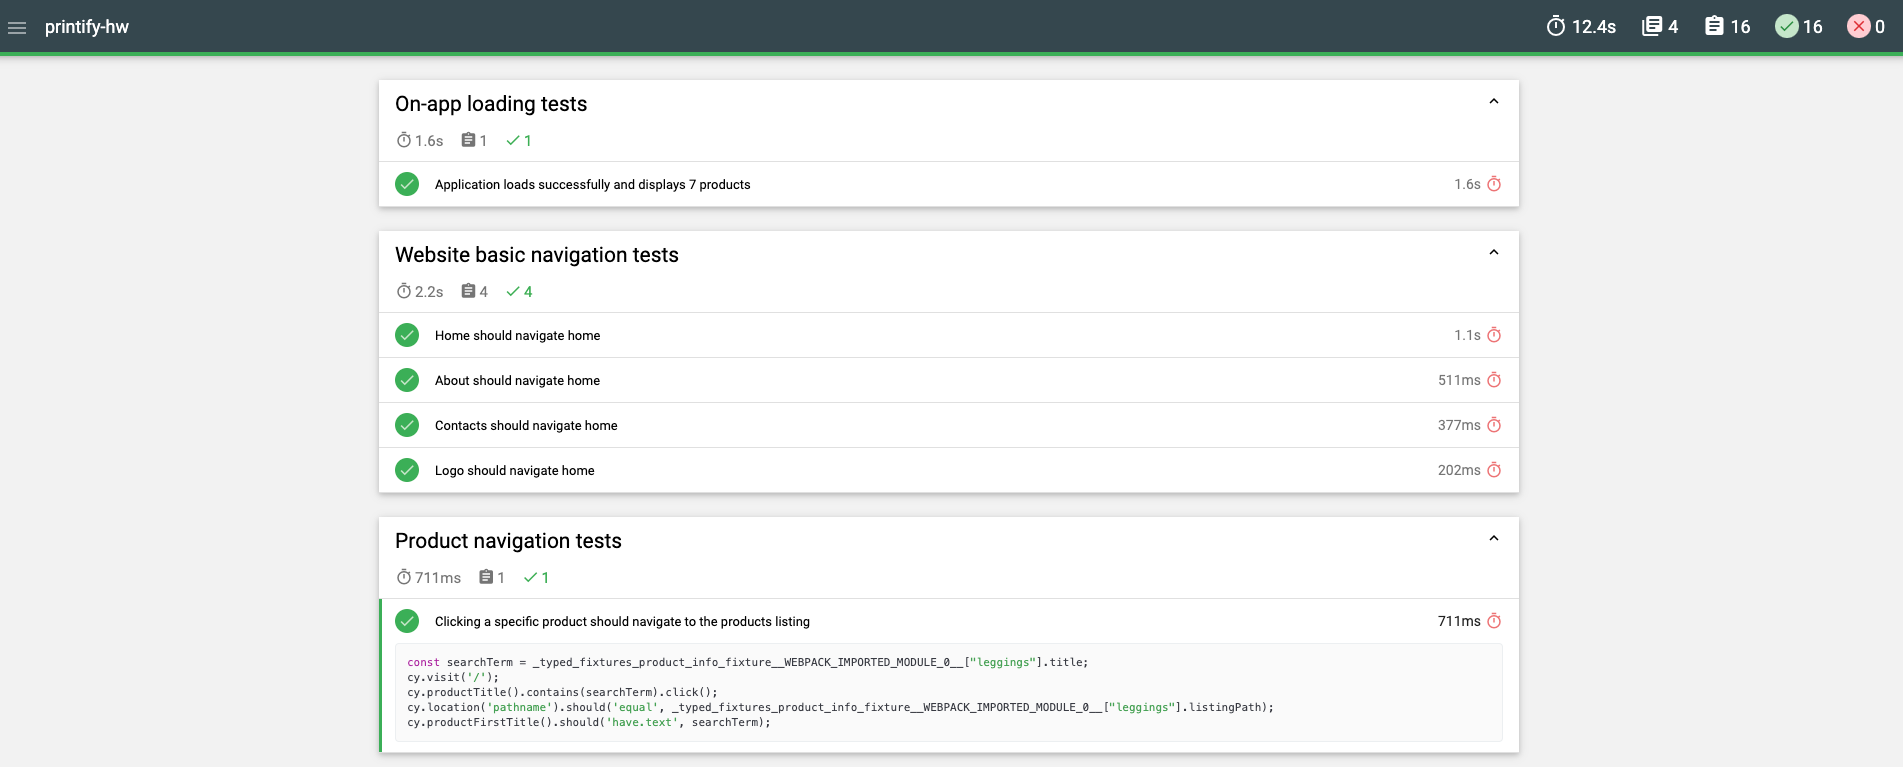 printify-hw 12.4s 4 16 16 0
On-app loading tests
1.6s 1 1
Application loads successfully and displays 7 products 1.6s
Website basic navigation tests
2.2s 4 4
Home should navigate home 1.1s
About should navigate home 511ms
Contacts should navigate home 377ms
Logo should navigate home 202ms
Product navigation tests
711ms 1 1
Clicking a specific product should navigate to the products listing 711ms
const searchTerm = _typed_fixtures_product_info_fixture__WEBPACK_IMPORTED_MODULE_0__["leggings"].title;
cy.visit('/');
cy.productTitle().contains(searchTerm).click();
cy.location('pathname').should('equal', _typed_fixtures_product_info_fixture__WEBPACK_IMPORTED_MODULE_0__["leggings"].listingPath);
cy.productFirstTitle().should('have.text', searchTerm);